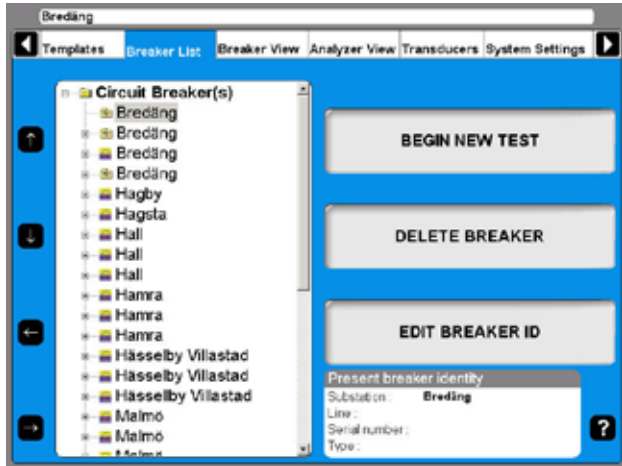 Bredäng
Templates Breaker List Breaker View Analyzer View Transducers System Settings
Circuit Breaker(s)
Bredäng
Bredäng
Bredäng
Bredäng
Hagby
Hagsta
Hall
Hall
Hall
Hamra
Hamra
Hamra
Hässelby Villastad
Hässelby Villastad
Hässelby Villastad
Malmö
Malmö
Malmö
BEGIN NEW TEST
DELETE BREAKER
EDIT BREAKER ID
Present breaker identity
Substation: Bredäng
Line:
Serial number:
Type:
?